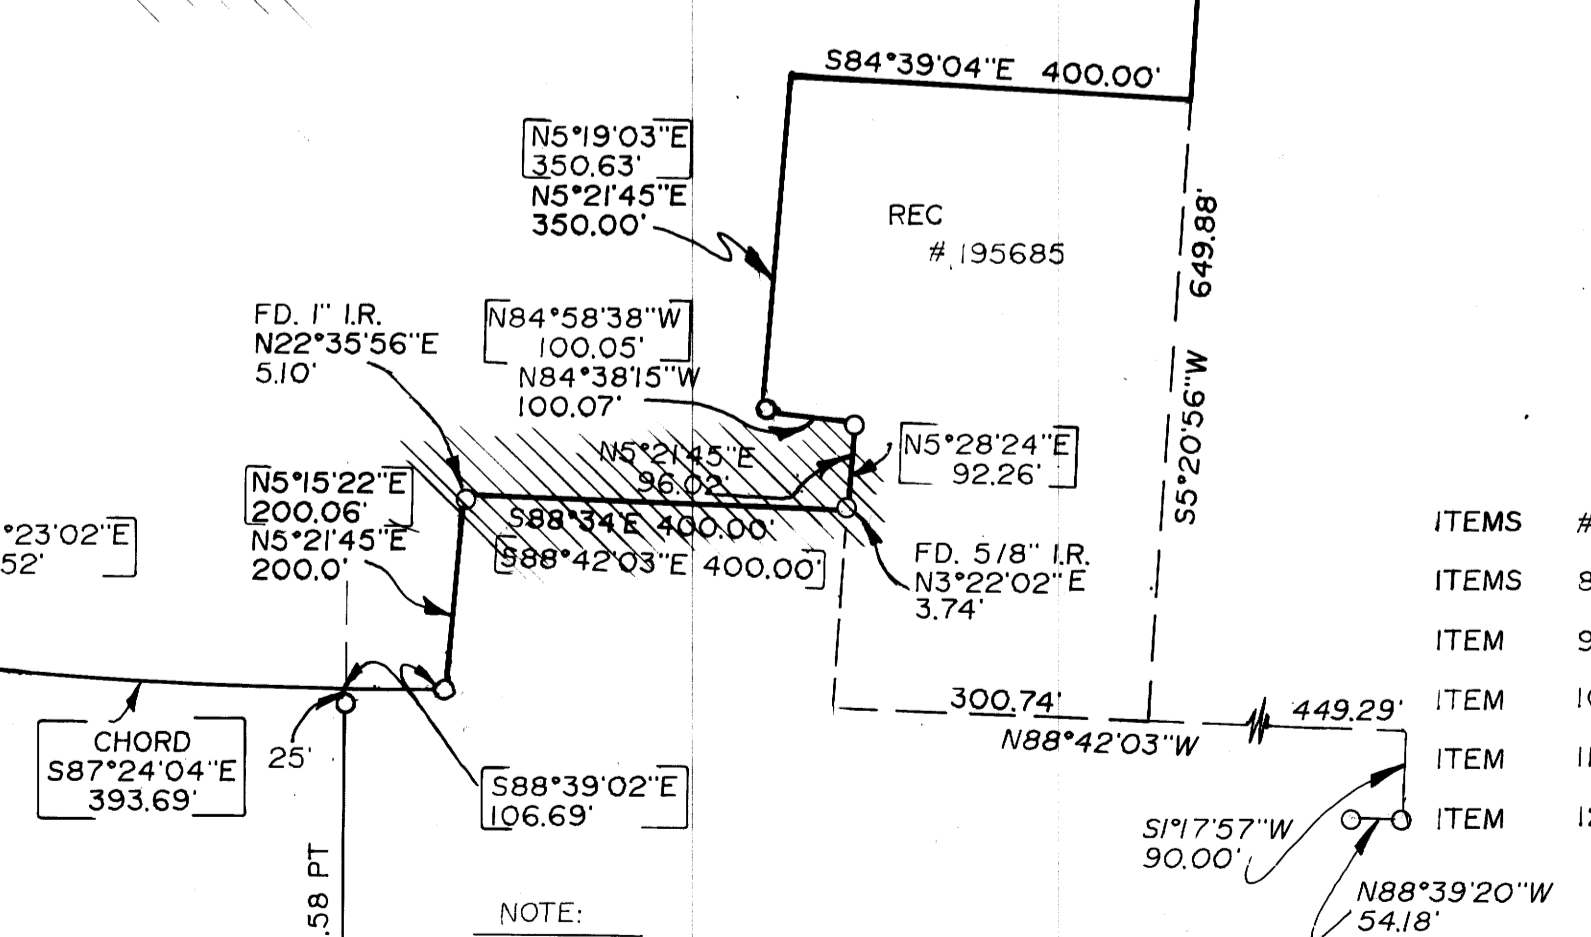 S84°39'04"E 400.00'
N5°19'03"E
350.63'
N5°21'45"E
350.00'
REC
# 195685
649.88'
S5°20'56"W
FD. 1" I.R.
N22°35'56"E
5.10'
N84°58'38"W
100.05'
N84°38'15"W
100.07'
N5°21'45"E
96.02'
N5°28'24"E
92.26'
N5°15'22"E
200.06'
N5°21'45"E
200.0'
S88°34'E 400.00'
S88°42'03"E 400.00'
FD. 5/8" I.R.
N3°22'02"E
3.74'
°23'02"E
52'
ITEMS #
ITEMS 8
ITEM 9
ITEM 10
ITEM 11
ITEM 12
300.74'
449.29'
N88°42'03"W
CHORD
S87°24'04"E
393.69'
25'
S88°39'02"E
106.69'
S1°17'57"W
90.00'
N88°39'20"W
54.18'
.58 PT
NOTE: